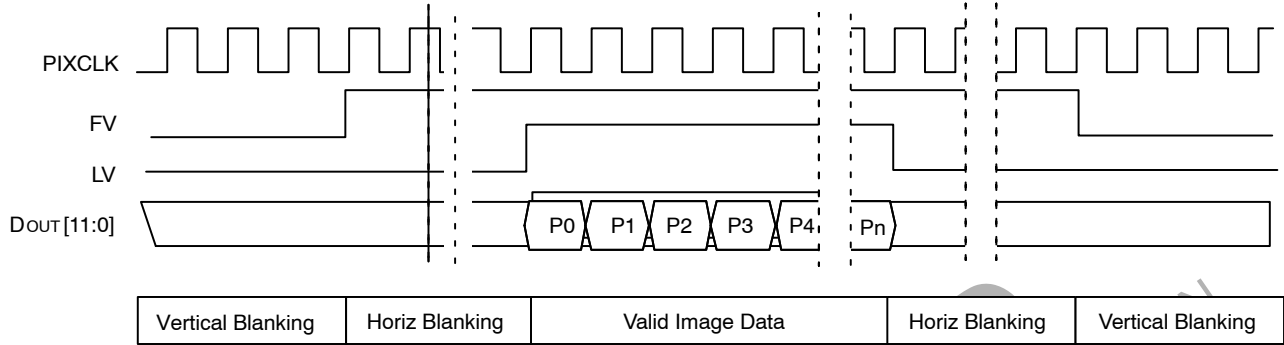 PIXCLK
FV
LV
DOUT[11:0]
P0 P1 P2 P3 P4 Pn
Vertical Blanking Horiz Blanking Valid Image Data Horiz Blanking Vertical Blanking